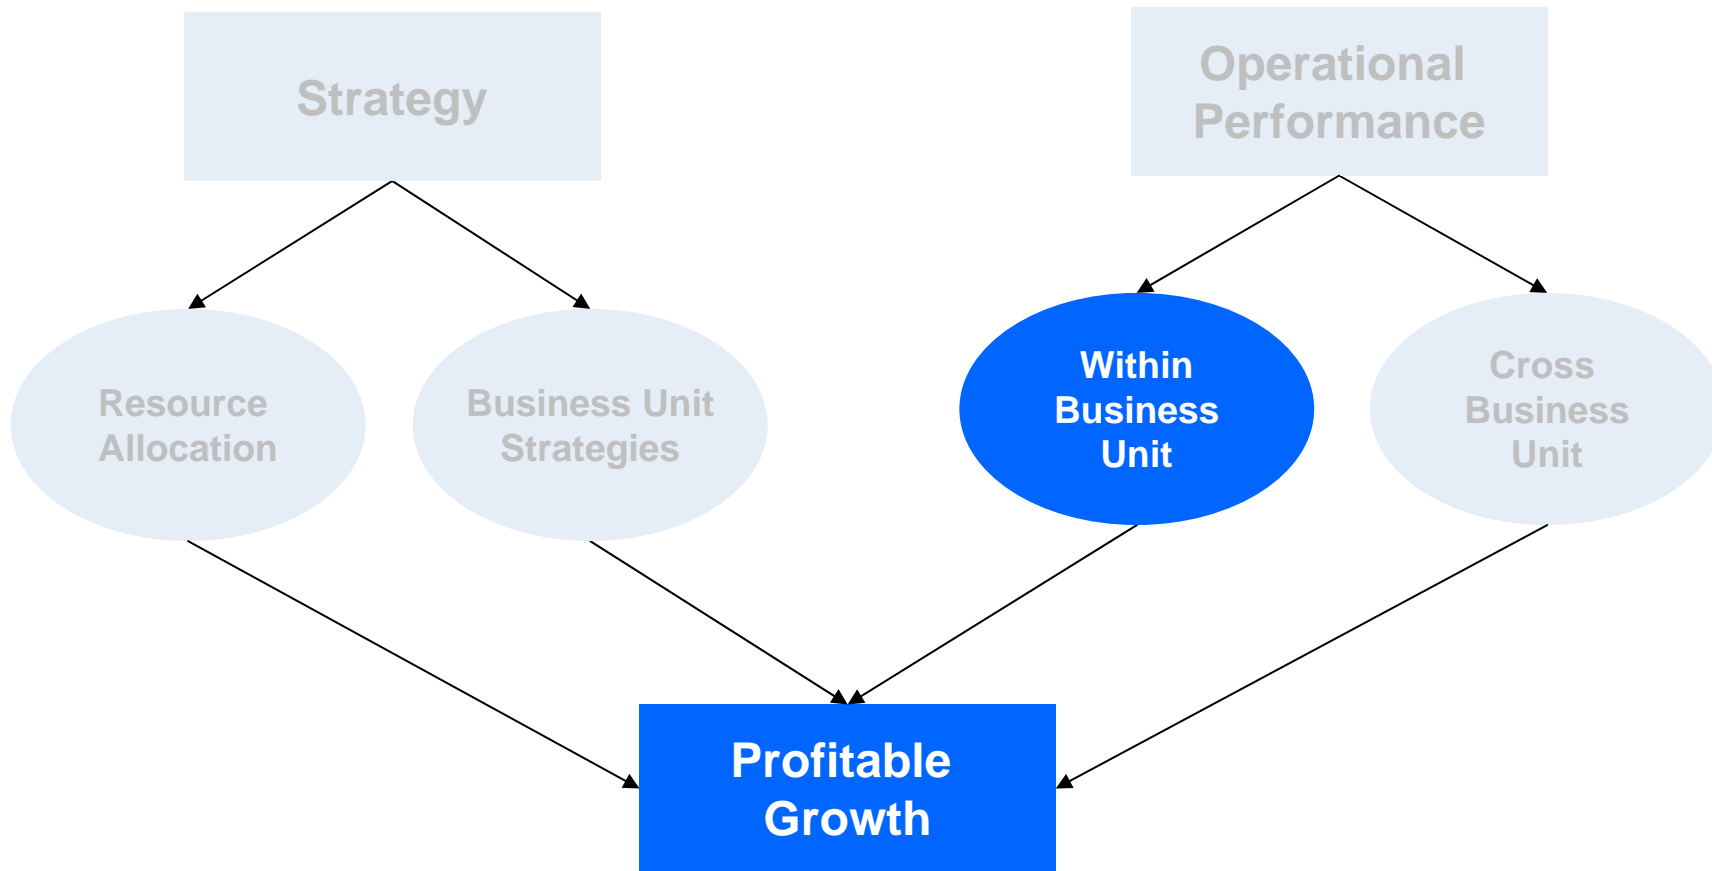 Strategy
Operational
Performance
Resource
Allocation
Business Unit
Strategies
Within
Business
Unit
Cross
Business
Unit
Profitable
Growth